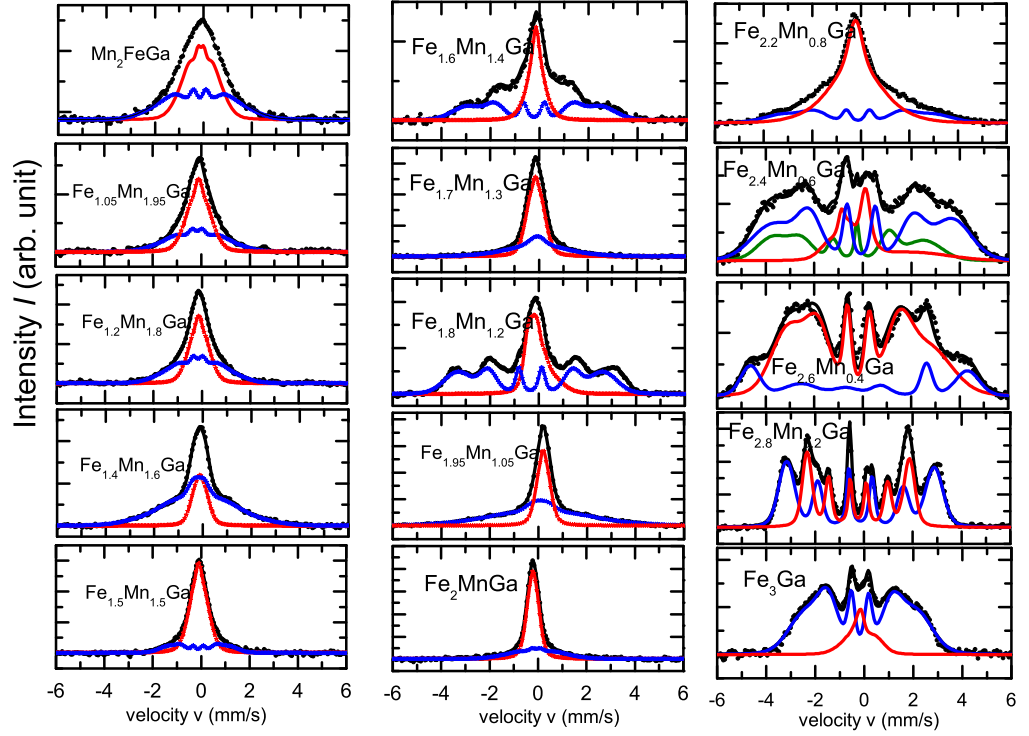 Intensity I (arb. unit)
Mn2FeGa
Fe1.05Mn1.95Ga
Fe1.2Mn1.8Ga
Fe1.4Mn1.6Ga
Fe1.5Mn1.5Ga
-6 -4 -2 0 2 4 6
velocity v (mm/s)
Fe1.6Mn1.4Ga
Fe1.7Mn1.3Ga
Fe1.8Mn1.2Ga
Fe1.95Mn1.05Ga
Fe2MnGa
-6 -4 -2 0 2 4 6
velocity v (mm/s)
Fe2.2Mn0.8Ga
Fe2.4Mn0.6Ga
Fe2.6Mn0.4Ga
Fe2.8Mn0.2Ga
Fe3Ga
-6 -4 -2 0 2 4 6
velocity v (mm/s)